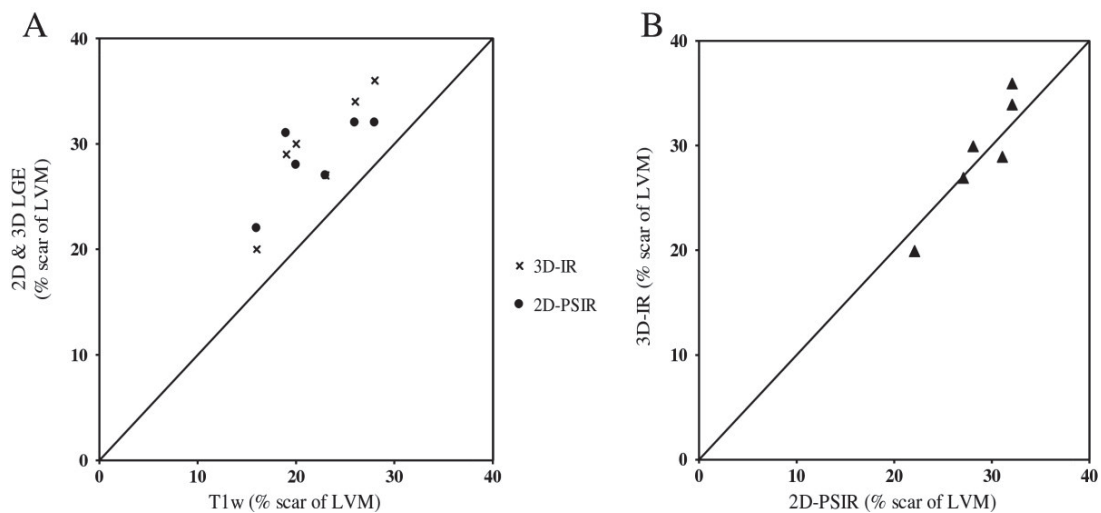 A
40
30
20
10
0
2D & 3D LGE
(% scar of LVM)
0 10 20 30 40
T1w (% scar of LVM)
3D-IR
2D-PSIR
B
40
30
20
10
0
3D-IR (% scar of LVM)
0 10 20 30 40
2D-PSIR (% scar of LVM)